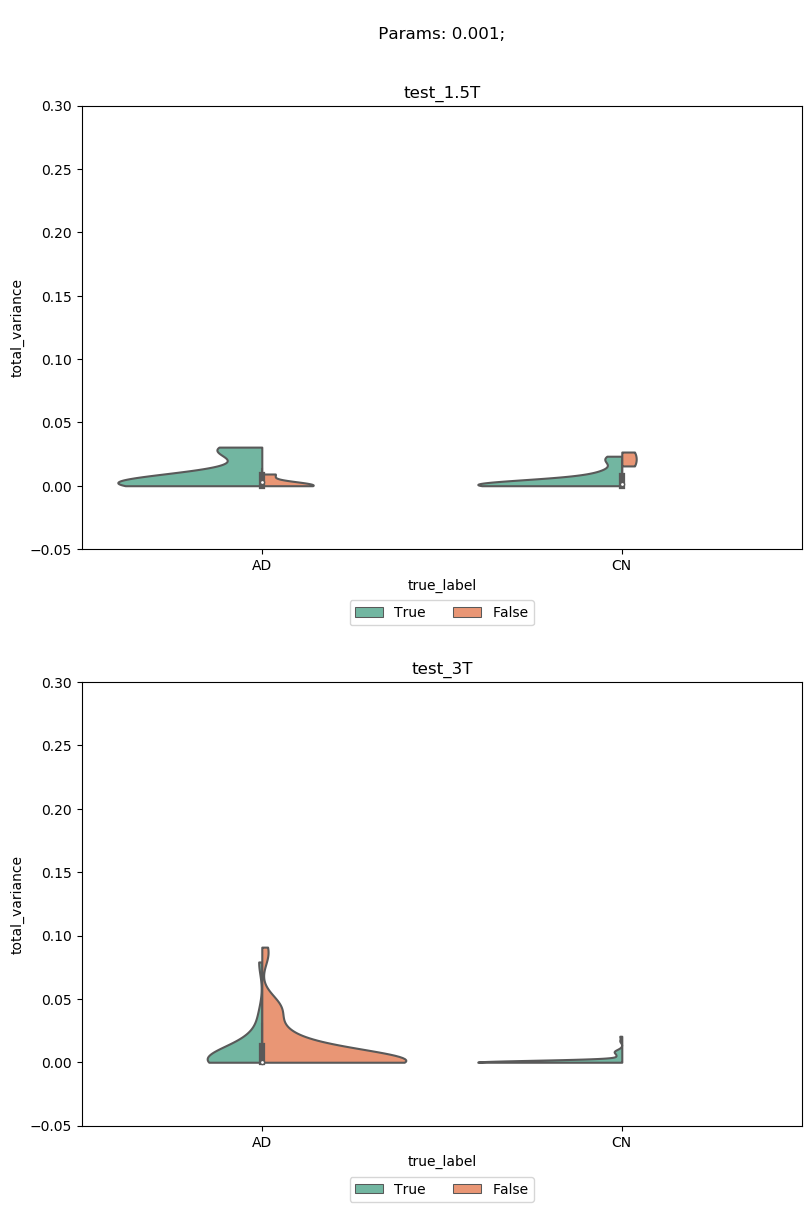 Params: 0.001;
test_1.5T
0.30
0.25
0.20
0.15
0.10
0.05
0.00
−0.05
total_variance
AD CN
true_label
True False
test_3T
0.30
0.25
0.20
0.15
0.10
0.05
0.00
−0.05
total_variance
AD CN
true_label
True False